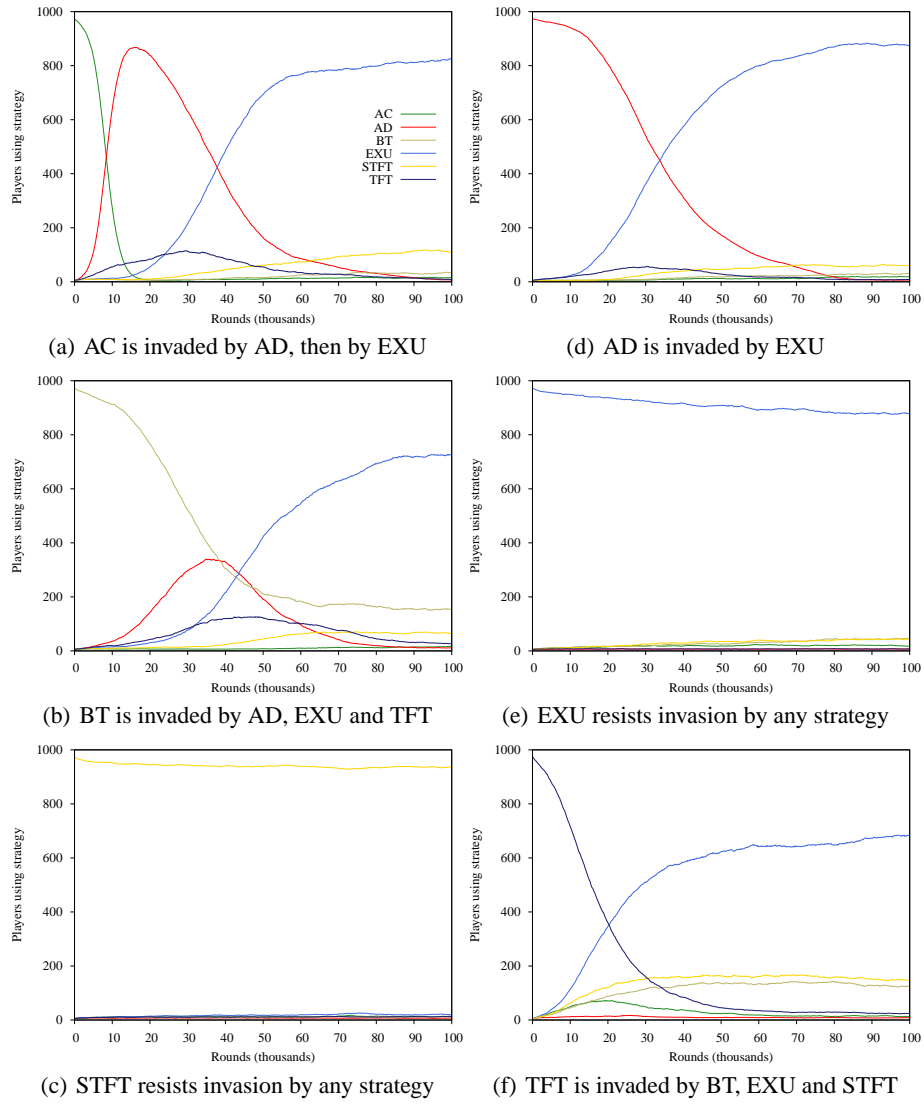 1000
800
600
400
200
0
Players using strategy
AC
AD
BT
EXU
STFT
TFT
0 10 20 30 40 50 60 70 80 90 100
Rounds (thousands)
(a) AC is invaded by AD, then by EXU
1000
800
600
400
200
0
Players using strategy
0 10 20 30 40 50 60 70 80 90 100
Rounds (thousands)
(d) AD is invaded by EXU
1000
800
600
400
200
0
Players using strategy
0 10 20 30 40 50 60 70 80 90 100
Rounds (thousands)
(b) BT is invaded by AD, EXU and TFT
1000
800
600
400
200
0
Players using strategy
0 10 20 30 40 50 60 70 80 90 100
Rounds (thousands)
(e) EXU resists invasion by any strategy
1000
800
600
400
200
0
Players using strategy
0 10 20 30 40 50 60 70 80 90 100
Rounds (thousands)
(c) STFT resists invasion by any strategy
1000
800
600
400
200
0
Players using strategy
0 10 20 30 40 50 60 70 80 90 100
Rounds (thousands)
(f) TFT is invaded by BT, EXU and STFT